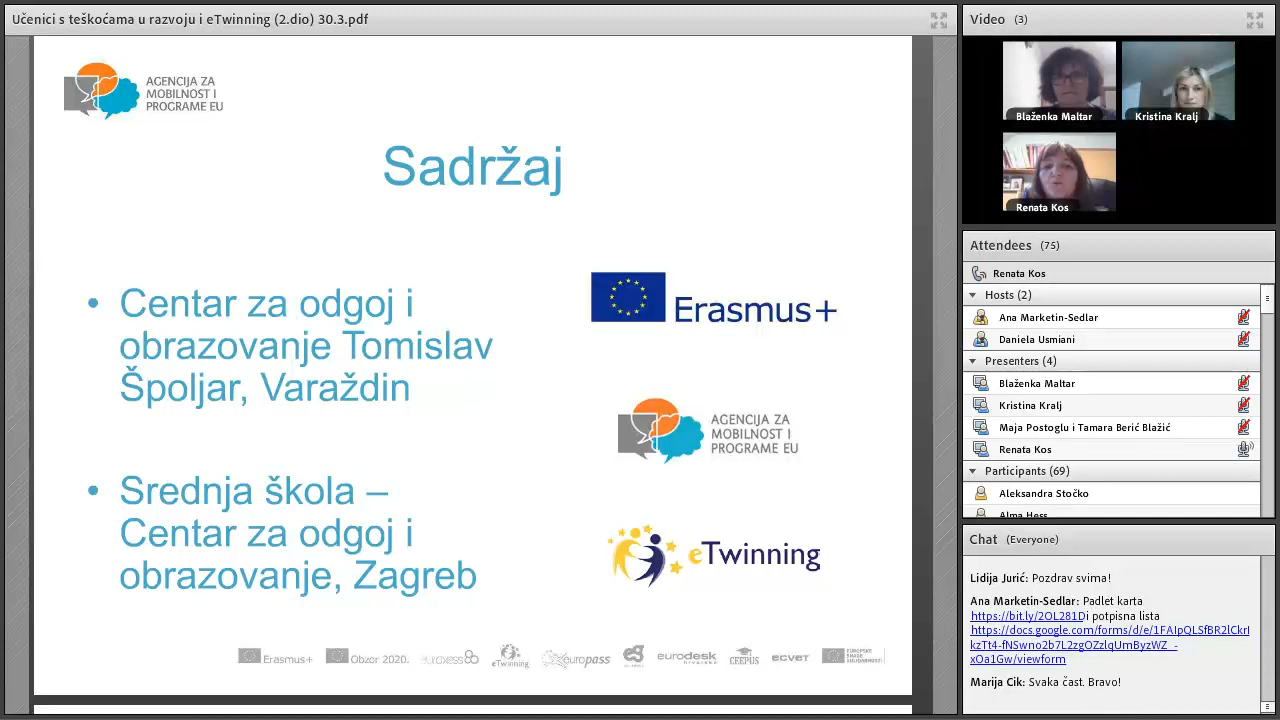 Učenici s teškoćama u razvoju i eTwinning (2.dio) 30.3.pdf
AGENCIJA ZA
MOBILNOST I
PROGRAME EU
Sadržaj
• Centar za odgoj i
obrazovanje Tomislav
Špoljar, Varaždin
• Srednja škola –
Centar za odgoj i
obrazovanje, Zagreb
Erasmus+
AGENCIJA ZA
MOBILNOST I
PROGRAME EU
eTwinning
Erasmus+
Obzor 2020.
euraxess
eTwinning
europass
eurodesk
CEEPUS
ECVET
Video (3)
Blaženka Maltar
Kristina Kralj
Renata Kos
Attendees (75)
Renata Kos
Hosts (2)
Ana Marketin-Sedlar
Daniela Usmiani
Presenters (4)
Blaženka Maltar
Kristina Kralj
Maja Postoglu i Tamara Berić Blažić
Renata Kos
Participants (69)
Aleksandra Stočko
Alma Hess
Chat (Everyone)
Lidija Jurić: Pozdrav svima!
Ana Marketin-Sedlar: Padlet karta
https://bit.ly/2OL281Di potpisna lista
https://docs.google.com/forms/d/e/1FAIpQLSfBR2lCkrI
kzTt4-fNSwno2b7L2zgOZzlqUmByzWZ_-
xOa1Gw/viewform
Marija Cik: Svaka čast. Bravo!